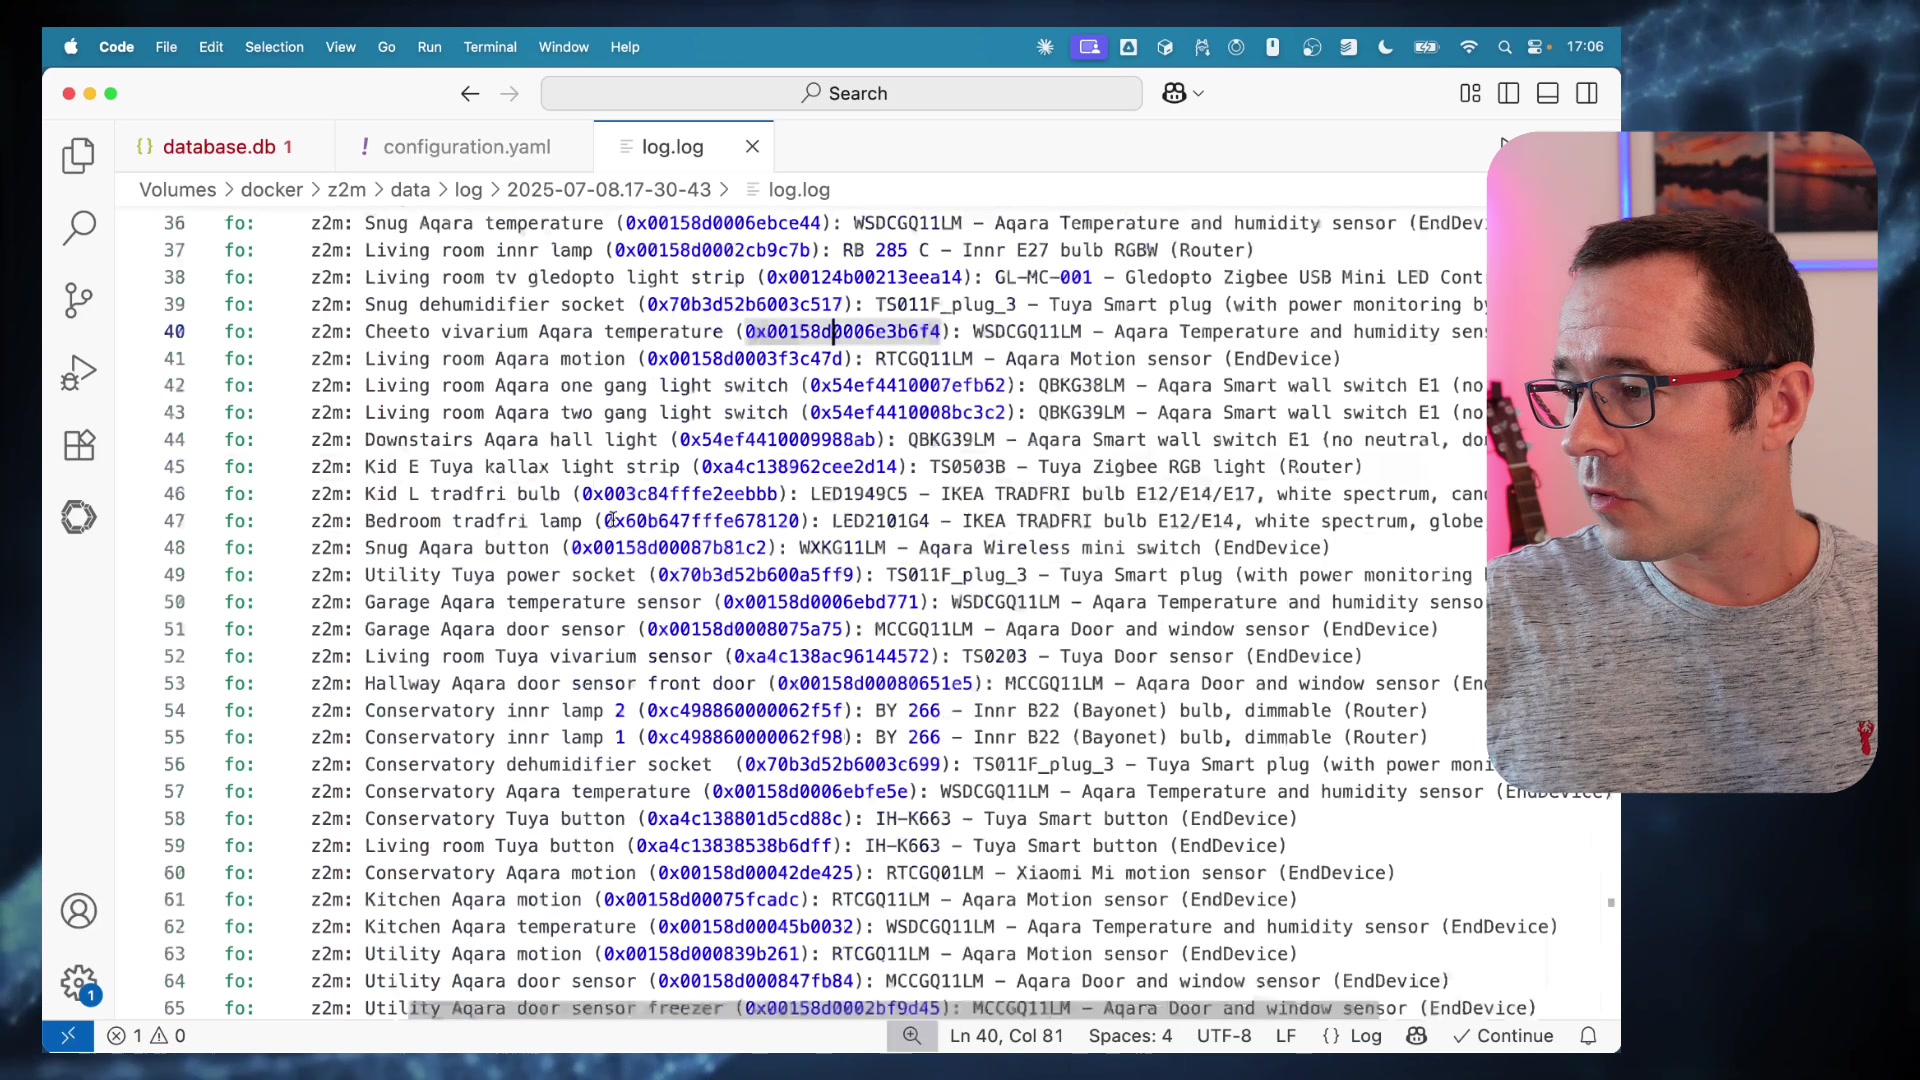 Code File Edit Selection View Go Run Terminal Window Help 17:06
Search
database.db 1 configuration.yaml log.log
Volumes > docker > z2m > data > log > 2025-07-08.17-30-43 > log.log
36 fo: z2m: Snug Aqara temperature (0x00158d0006ebce44): WSDCGQ11LM – Aqara Temperature and humidity sensor (EndDevi
37 fo: z2m: Living room innr lamp (0x00158d0002cb9c7b): RB 285 C – Innr E27 bulb RGBW (Router)
38 fo: z2m: Living room tv gledopto light strip (0x00124b00213eea14): GL-MC-001 – Gledopto Zigbee USB Mini LED Cont
39 fo: z2m: Snug dehumidifier socket (0x70b3d52b6003c517): TS011F_plug_3 – Tuya Smart plug (with power monitoring by
40 fo: z2m: Cheeto vivarium Aqara temperature (0x00158d0006e3b6f4): WSDCGQ11LM – Aqara Temperature and humidity sens
41 fo: z2m: Living room Aqara motion (0x00158d0003f3c47d): RTCGQ11LM – Aqara Motion sensor (EndDevice)
42 fo: z2m: Living room Aqara one gang light switch (0x54ef4410007efb62): QBKG38LM – Aqara Smart wall switch E1 (no
43 fo: z2m: Living room Aqara two gang light switch (0x54ef4410008bc3c2): QBKG39LM – Aqara Smart wall switch E1 (no
44 fo: z2m: Downstairs Aqara hall light (0x54ef4410009988ab): QBKG39LM – Aqara Smart wall switch E1 (no neutral, do
45 fo: z2m: Kid E Tuya kallax light strip (0xa4c138962cee2d14): TS0503B – Tuya Zigbee RGB light (Router)
46 fo: z2m: Kid L tradfri bulb (0x003c84fffe2eebbb): LED1949C5 – IKEA TRADFRI bulb E12/E14/E17, white spectrum, cand
47 fo: z2m: Bedroom tradfri lamp (0x60b647fffe678120): LED2101G4 – IKEA TRADFRI bulb E12/E14, white spectrum, globe
48 fo: z2m: Snug Aqara button (0x00158d00087b81c2): WXKG11LM – Aqara Wireless mini switch (EndDevice)
49 fo: z2m: Utility Tuya power socket (0x70b3d52b600a5ff9): TS011F_plug_3 – Tuya Smart plug (with power monitoring
50 fo: z2m: Garage Aqara temperature sensor (0x00158d0006ebd771): WSDCGQ11LM – Aqara Temperature and humidity senso
51 fo: z2m: Garage Aqara door sensor (0x00158d0008075a75): MCCGQ11LM – Aqara Door and window sensor (EndDevice)
52 fo: z2m: Living room Tuya vivarium sensor (0xa4c138ac96144572): TS0203 – Tuya Door sensor (EndDevice)
53 fo: z2m: Hallway Aqara door sensor front door (0x00158d00080651e5): MCCGQ11LM – Aqara Door and window sensor (En
54 fo: z2m: Conservatory innr lamp 2 (0xc498860000062f5f): BY 266 – Innr B22 (Bayonet) bulb, dimmable (Router)
55 fo: z2m: Conservatory innr lamp 1 (0xc498860000062f98): BY 266 – Innr B22 (Bayonet) bulb, dimmable (Router)
56 fo: z2m: Conservatory dehumidifier socket (0x70b3d52b6003c699): TS011F_plug_3 – Tuya Smart plug (with power moni
57 fo: z2m: Conservatory Aqara temperature (0x00158d0006ebfe5e): WSDCGQ11LM – Aqara Temperature and humidity sensor (EndDevice)
58 fo: z2m: Conservatory Tuya button (0xa4c138801d5cd88c): IH-K663 – Tuya Smart button (EndDevice)
59 fo: z2m: Living room Tuya button (0xa4c13838538b6dff): IH-K663 – Tuya Smart button (EndDevice)
60 fo: z2m: Conservatory motion (0x00158d00042de425): RTCGQ01LM – Xiaomi Mi motion sensor (EndDevice)
61 fo: z2m: Kitchen Aqara motion (0x00158d00075fcadc): RTCGQ11LM – Aqara Motion sensor (EndDevice)
62 fo: z2m: Kitchen Aqara temperature (0x00158d00045b0032): WSDCGQ11LM – Aqara Temperature and humidity sensor (EndDevice)
63 fo: z2m: Utility Aqara motion (0x00158d000839b261): RTCGQ11LM – Aqara Motion sensor (EndDevice)
64 fo: z2m: Utility Aqara door sensor (0x00158d000847fb84): MCCGQ11LM – Aqara Door and window sensor (EndDevice)
65 fo: z2m: Utility Aqara door sensor freezer (0x00158d0002bf9d45): MCCGQ11LM – Aqara Door and window sensor (EndDevice)
1 1 0 Ln 40, Col 81 Spaces: 4 UTF-8 LF {} Log Continue